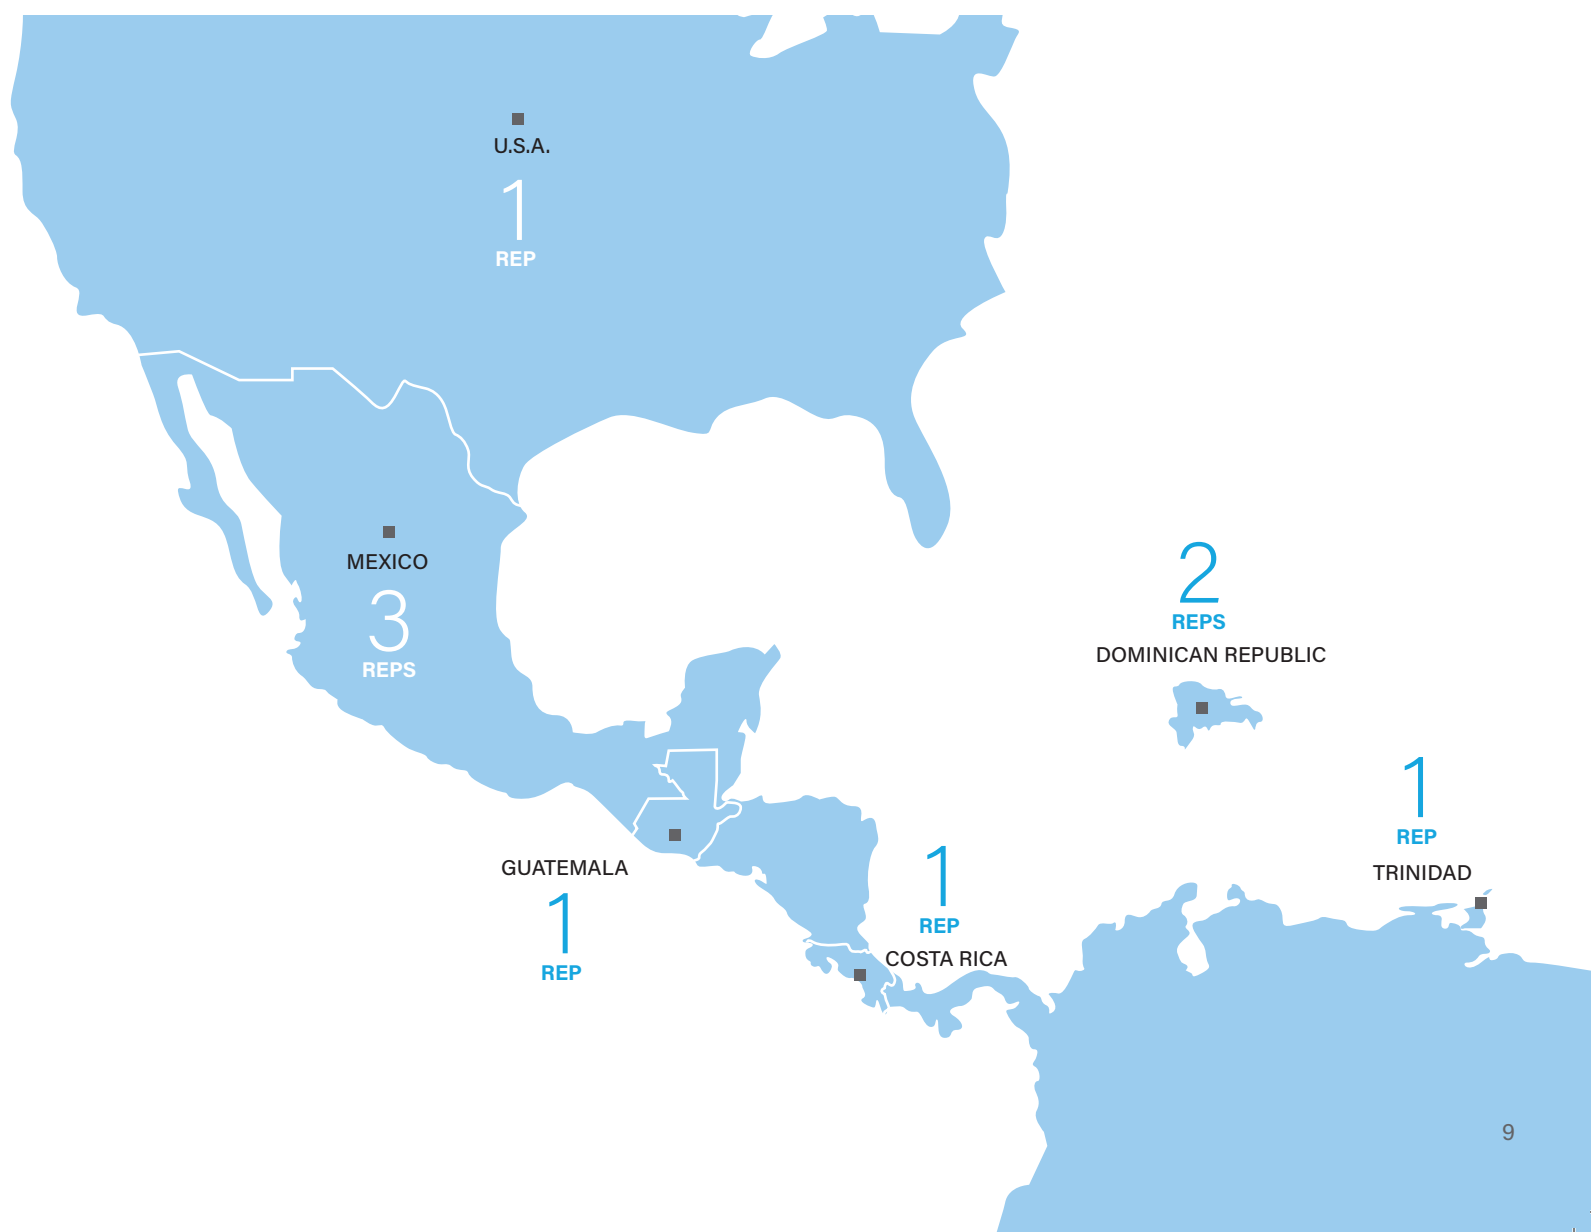 U.S.A.
1
REP
MEXICO
3
REPS
2
REPS
DOMINICAN REPUBLIC
1
REP
TRINIDAD
GUATEMALA
1
REP
1
REP
COSTA RICA
9